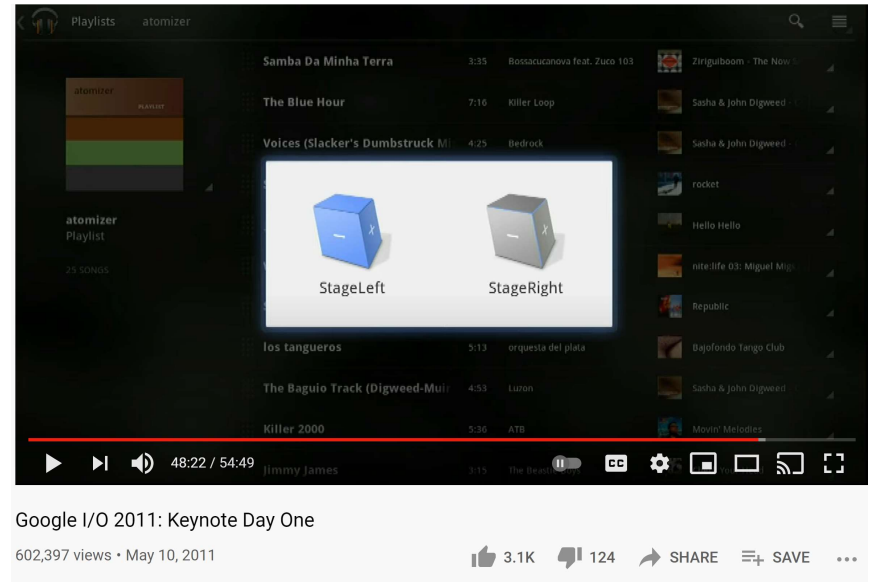 Playlists atomizer
Samba Da Minha Terra 3:35 Bossacucanova feat. Zuco 103 Ziriguiboom - The Now
atomizer
PLAYLIST
The Blue Hour 7:16 Killer Loop Sasha & John Digweed -
Voices (Slacker's Dumbstruck 4:25 Bedrock Sasha & John Digweed -
rocket
atomizer
Playlist
Hello Hello
25 SONGS
nite:life 03: Miguel
StageLeft StageRight
Republic
los tangueros 5:13 orquesta del plata Bajofondo Tango Club
The Baguio Track (Digweed-Muir 4:53 Luzon Sasha & John Digweed
Killer 2000 5:36 ATB Movin' Melodies
48:22 / 54:49 CC
Jimmy James 3:15 The
Google I/O 2011: Keynote Day One
602,397 views • May 10, 2011 3.1K 124 SHARE SAVE